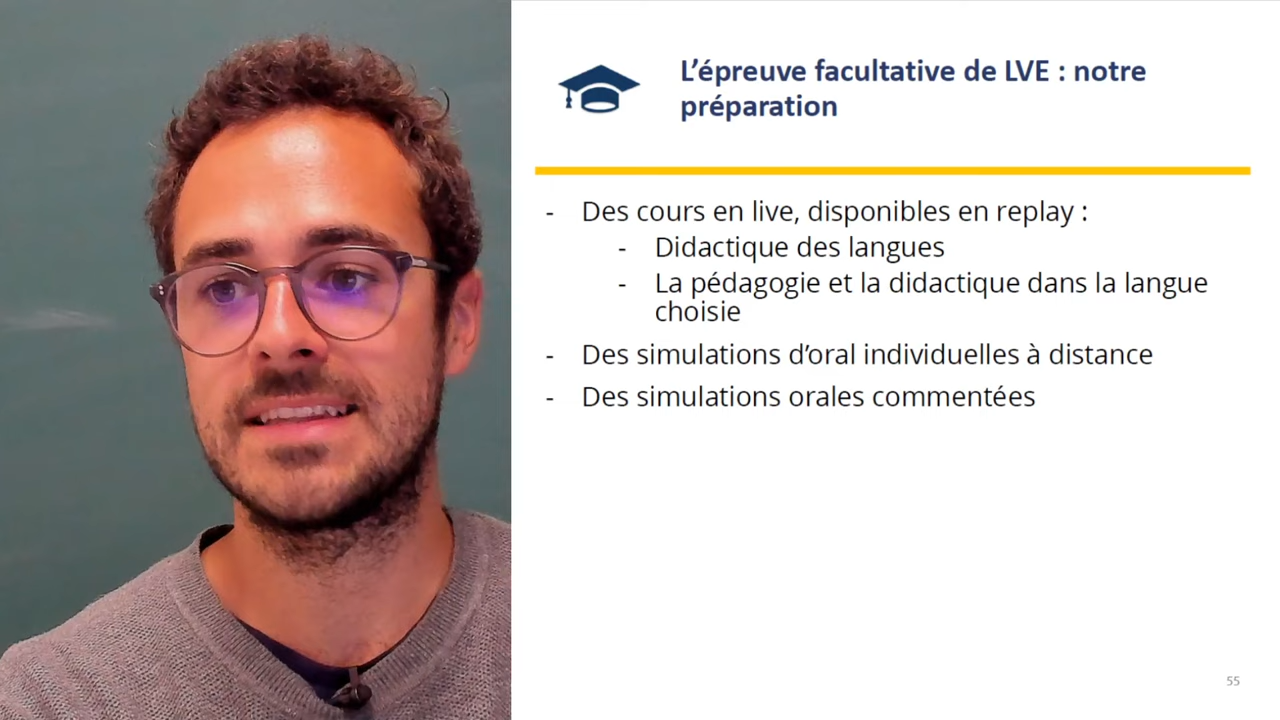 L’épreuve facultative de LVE : notre
préparation
- Des cours en live, disponibles en replay :
- Didactique des langues
- La pédagogie et la didactique dans la langue
choisie
- Des simulations d’oral individuelles à distance
- Des simulations orales commentées
55